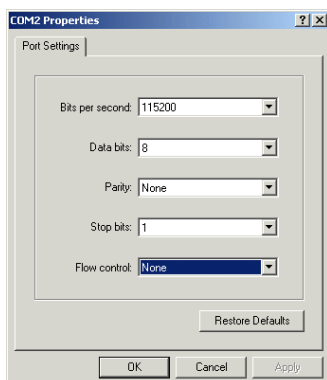 COM2 Properties ? X
Port Settings
Bits per second: 115200
Data bits: 8
Parity: None
Stop bits: 1
Flow control: None
Restore Defaults
OK Cancel Apply